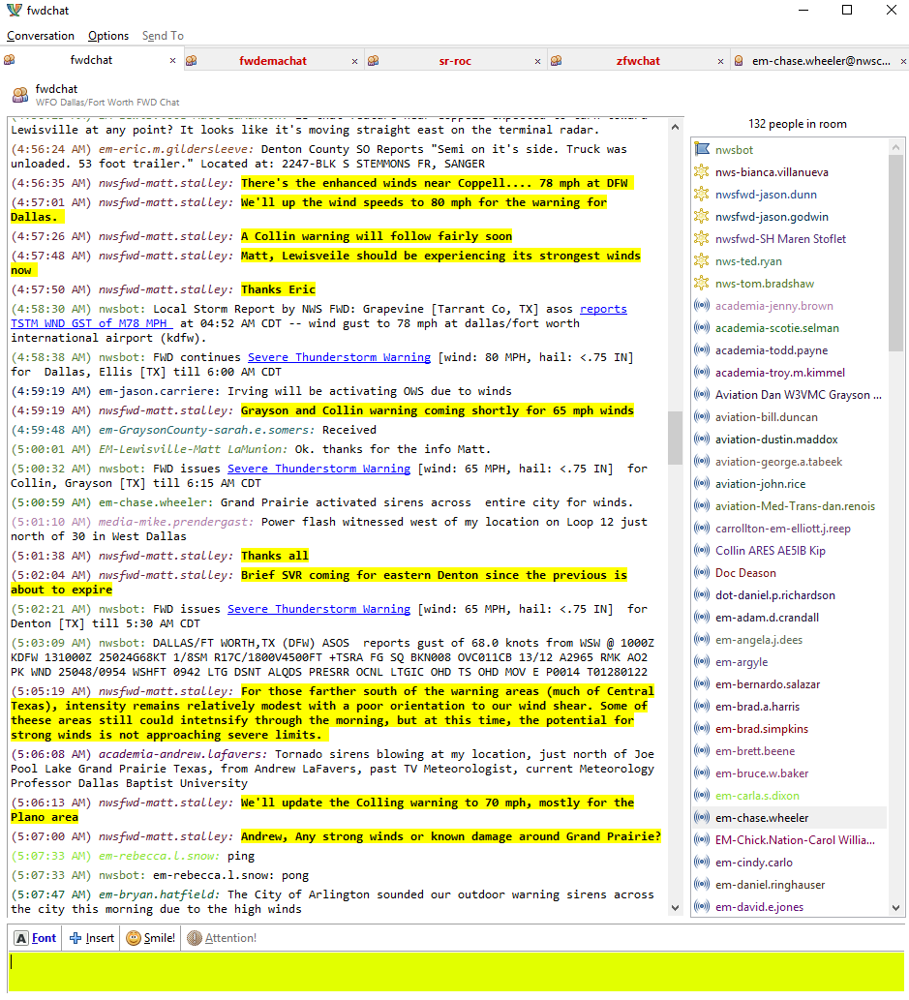 fwdchat
Conversation Options Send To
fwdchat × fwdemachat × sr-roc × zfwchat × em-chase.wheeler@nwsc... ×
fwdchat
WFO Dallas/Fort Worth FWD Chat
Lewisville at any point? It looks like it's moving straight east on the terminal radar.
(4:56:24 AM) em-eric.m.gildersleeve: Denton County SO Reports "Semi on it's side. Truck was
unloaded. 53 foot trailer." Located at: 2247-BLK S STEMMONS FR, SANGER
(4:56:35 AM) nwsfwd-matt.stalley: There's the enhanced winds near Coppell.... 78 mph at DFW
(4:57:01 AM) nwsfwd-matt.stalley: We'll up the wind speeds to 80 mph for the warning for
Dallas.
(4:57:26 AM) nwsfwd-matt.stalley: A Collin warning will follow fairly soon
(4:57:48 AM) nwsfwd-matt.stalley: Matt, Lewisveile should be experiencing its strongest winds
now
(4:57:50 AM) nwsfwd-matt.stalley: Thanks Eric
(4:58:30 AM) nwsbot: Local Storm Report by NWS FWD: Grapevine [Tarrant Co, TX] asos reports
TSTM WND GST of M78 MPH at 04:52 AM CDT -- wind gust to 78 mph at dallas/fort worth
international airport (kdfw).
(4:58:38 AM) nwsbot: FWD continues Severe Thunderstorm Warning [wind: 80 MPH, hail: <.75 IN]
for Dallas, Ellis [TX] till 6:00 AM CDT
(4:59:19 AM) em-jason.carriere: Irving will be activating OWS due to winds
(4:59:19 AM) nwsfwd-matt.stalley: Grayson and Collin warning coming shortly for 65 mph winds
(4:59:48 AM) em-GraysonCounty-sarah.e.somers: Received
(5:00:01 AM) EM-Lewisville-Matt LaMunion: Ok. thanks for the info Matt.
(5:00:32 AM) nwsbot: FWD issues Severe Thunderstorm Warning [wind: 65 MPH, hail: <.75 IN] for
Collin, Grayson [TX] till 6:15 AM CDT
(5:00:59 AM) em-chase.wheeler: Grand Prairie activated sirens across entire city for winds.
(5:01:10 AM) media-mike.prendergast: Power flash witnessed west of my location on Loop 12 just
north of 30 in West Dallas
(5:01:38 AM) nwsfwd-matt.stalley: Thanks all
(5:02:04 AM) nwsfwd-matt.stalley: Brief SVR coming for eastern Denton since the previous is
about to expire
(5:02:21 AM) nwsbot: FWD issues Severe Thunderstorm Warning [wind: 65 MPH, hail: <.75 IN] for
Denton [TX] till 5:30 AM CDT
(5:03:09 AM) nwsbot: DALLAS/FT WORTH,TX (DFW) ASOS reports gust of 68.0 knots from WSW @ 1000Z
KDFW 131000Z 25024G68KT 1/8SM R17C/1800V4500FT +TSRA FG SQ BKN008 OVC011CB 13/12 A2965 RMK AO2
PK WND 25048/0954 WSHFT 0942 LTG DSNT ALQDS PRESRR OCNL LTGIC OHD TS OHD MOV E P0014 T01280122
(5:05:19 AM) nwsfwd-matt.stalley: For those farther south of the warning areas (much of Central
Texas), intensity remains relatively modest with a poor orientation to our wind shear. Some of
theese areas still could intetnsify through the morning, but at this time, the potential for
strong winds is not approaching severe limits.
(5:06:08 AM) academia-andrew.lafavers: Tornado sirens blowing at my location, just north of Joe
Pool Lake Grand Prairie Texas, from Andrew LaFavers, past TV Meteorologist, current Meteorology
Professor Dallas Baptist University
(5:06:13 AM) nwsfwd-matt.stalley: We'll update the Colling warning to 70 mph, mostly for the
Plano area
(5:07:00 AM) nwsfwd-matt.stalley: Andrew, Any strong winds or known damage around Grand Prairie?
(5:07:33 AM) em-rebecca.l.snow: ping
(5:07:33 AM) nwsbot: em-rebecca.l.snow: pong
(5:07:47 AM) em-bryan.hatfield: The City of Arlington sounded our outdoor warning sirens across
the city this morning due to the high winds
132 people in room
nwsbot
nws-bianca.villanueva
nwsfwd-jason.dunn
nwsfwd-jason.godwin
nwsfwd-SH Maren Stoflet
nws-ted.ryan
nws-tom.bradshaw
academia-jenny.brown
academia-scotie.selman
academia-todd.payne
academia-troy.m.kimmel
Aviation Dan W3VMC Grayson ...
aviation-bill.duncan
aviation-dustin.maddox
aviation-george.a.tabeek
aviation-john.rice
aviation-Med-Trans-dan.renois
carrollton-em-elliott.j.reep
Collin ARES AE5IB Kip
Doc Deason
dot-daniel.p.richardson
em-adam.d.crandall
em-angela.j.dees
em-argyle
em-bernardo.salazar
em-brad.a.harris
em-brad.simpkins
em-brett.beene
em-bruce.w.baker
em-carla.s.dixon
em-chase.wheeler
EM-Chick.Nation-Carol Willia...
em-cindy.carlo
em-daniel.ringhauser
em-david.e.jones
A Font Insert Smile! Attention!